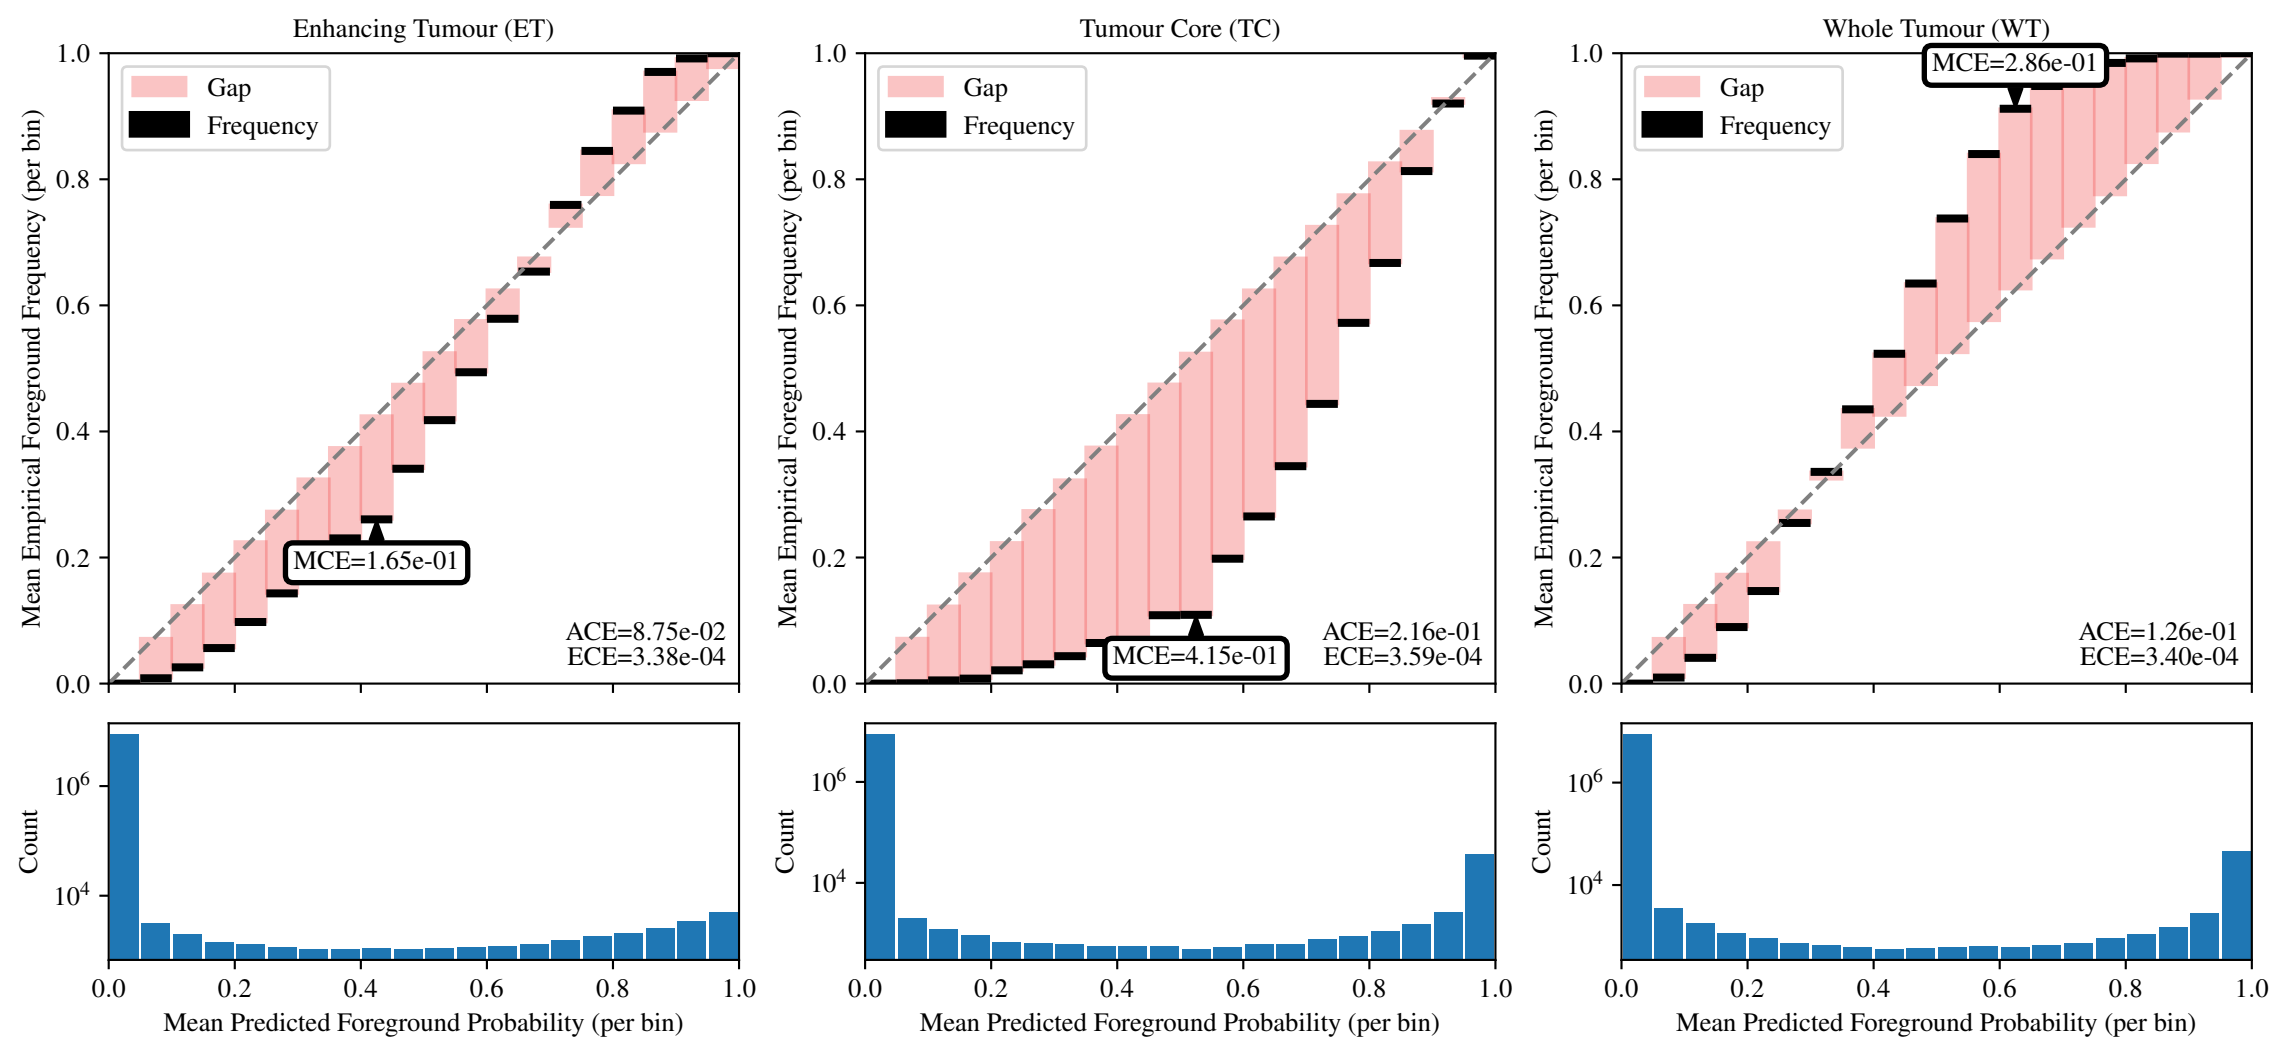 Enhancing Tumour (ET)
Mean Empirical Foreground Frequency (per bin)
1.0
0.8
0.6
0.4
0.2
0.0
Gap
Frequency
MCE=1.65e-01
ACE=8.75e-02
ECE=3.38e-04
Count
10^6
10^4
0.0 0.2 0.4 0.6 0.8 1.0
Mean Predicted Foreground Probability (per bin)
Tumour Core (TC)
Mean Empirical Foreground Frequency (per bin)
1.0
0.8
0.6
0.4
0.2
0.0
Gap
Frequency
MCE=4.15e-01
ACE=2.16e-01
ECE=3.59e-04
Count
10^6
10^4
0.0 0.2 0.4 0.6 0.8 1.0
Mean Predicted Foreground Probability (per bin)
Whole Tumour (WT)
Mean Empirical Foreground Frequency (per bin)
1.0
0.8
0.6
0.4
0.2
0.0
Gap
Frequency
MCE=2.86e-01
ACE=1.26e-01
ECE=3.40e-04
Count
10^6
10^4
0.0 0.2 0.4 0.6 0.8 1.0
Mean Predicted Foreground Probability (per bin)